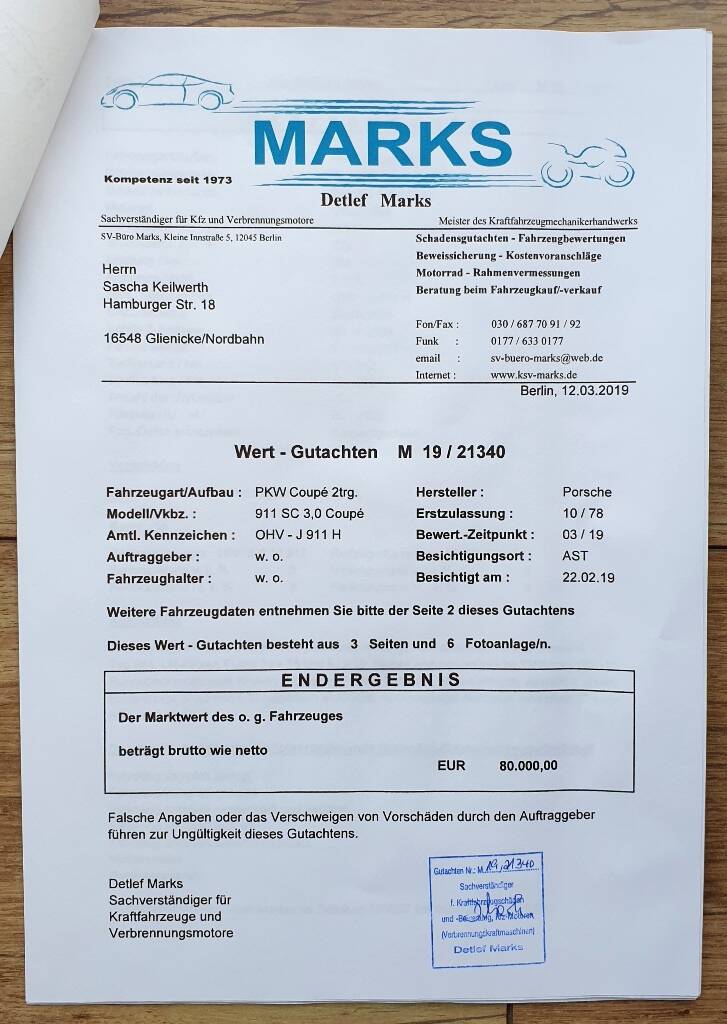 MARKS
Kompetenz seit 1973
Detlef Marks
Sachverständiger für Kfz und Verbrennungsmotore
Meister des Kraftfahrzeugmechanikerhandwerks
SV-Büro Marks, Kleine Innstraße 5, 12045 Berlin
Schadensgutachten - Fahrzeugbewertungen
Beweissicherung - Kostenvoranschläge
Motorrad - Rahmenvermessungen
Beratung beim Fahrzeugkauf/-verkauf
Herrn
Sascha Keilwerth
Hamburger Str. 18
16548 Glienicke/Nordbahn
Fon/Fax : 030 / 687 70 91 / 92
Funk : 0177 / 633 0177
email : sv-buero-marks@web.de
Internet : www.ksv-marks.de
Berlin, 12.03.2019
Wert - Gutachten M 19 / 21340
Fahrzeugart/Aufbau : PKW Coupé 2trg. Hersteller : Porsche
Modell/Vkbz. : 911 SC 3,0 Coupé Erstzulassung : 10 / 78
Amtl. Kennzeichen : OHV - J 911 H Bewert.-Zeitpunkt : 03 / 19
Auftraggeber : w. o. Besichtigungsort : AST
Fahrzeughalter : w. o. Besichtigt am : 22.02.19
Weitere Fahrzeugdaten entnehmen Sie bitte der Seite 2 dieses Gutachtens
Dieses Wert - Gutachten besteht aus 3 Seiten und 6 Fotoanlage/n.
ENDERGEBNIS
Der Marktwert des o. g. Fahrzeuges
beträgt brutto wie netto
EUR 80.000,00
Falsche Angaben oder das Verschweigen von Vorschäden durch den Auftraggeber
führen zur Ungültigkeit dieses Gutachtens.
Detlef Marks
Sachverständiger für
Kraftfahrzeuge und
Verbrennungsmotore
Gutachten Nr.: M 19/21340
Sachverständiger
f. Kraftfahrzeugschäden
und -Bewertung, Kfz-Motoren
(Verbrennungskraftmaschinen)
Detlef Marks